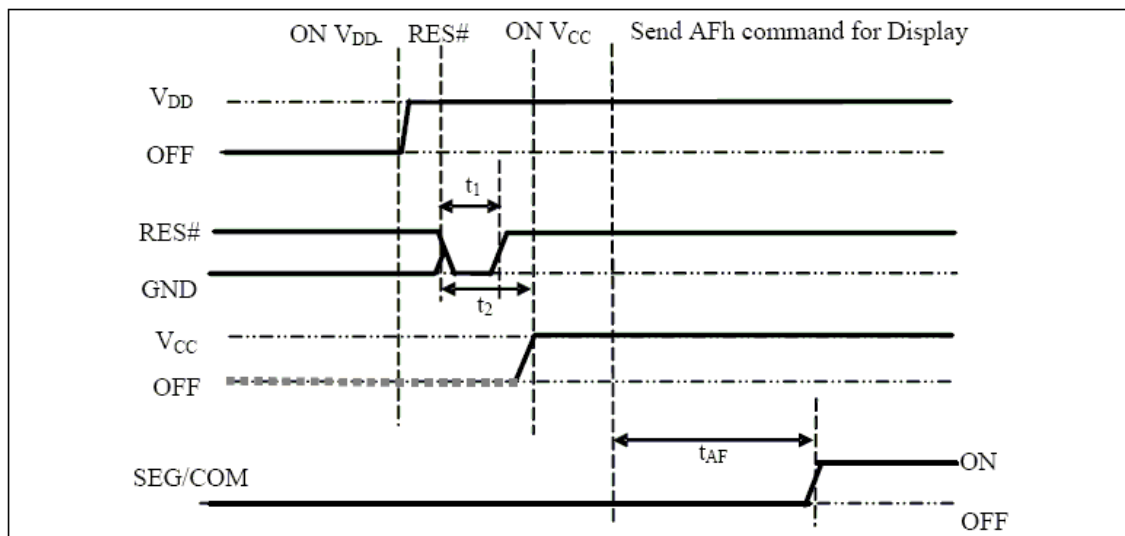 ON VDD- RES# ON VCC Send AFh command for Display
VDD
OFF
t1
RES#
GND
t2
VCC
OFF
tAF
SEG/COM
ON
OFF